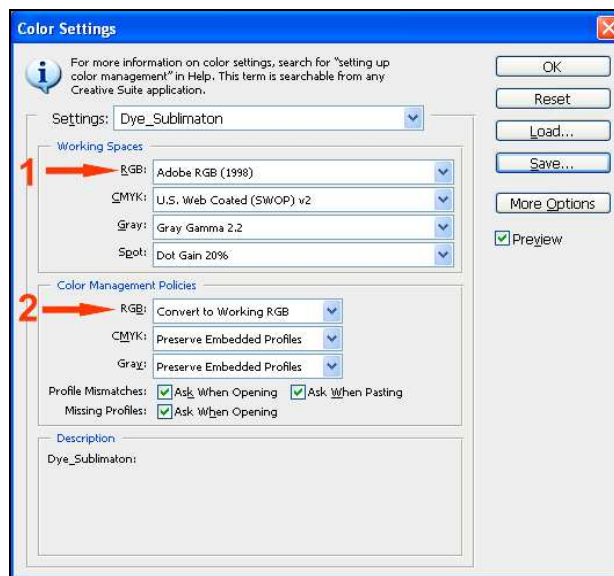 Color Settings
For more information on color settings, search for "setting up
color management" in Help. This term is searchable from any
Creative Suite application.
OK
Reset
Load...
Save...
More Options
Preview
Settings: Dye_Sublimaton
Working Spaces
1
RGB: Adobe RGB (1998)
CMYK: U.S. Web Coated (SWOP) v2
Gray: Gray Gamma 2.2
Spot: Dot Gain 20%
Color Management Policies
2
RGB: Convert to Working RGB
CMYK: Preserve Embedded Profiles
Gray: Preserve Embedded Profiles
Profile Mismatches: Ask When Opening Ask When Pasting
Missing Profiles: Ask When Opening
Description
Dye_Sublimaton: